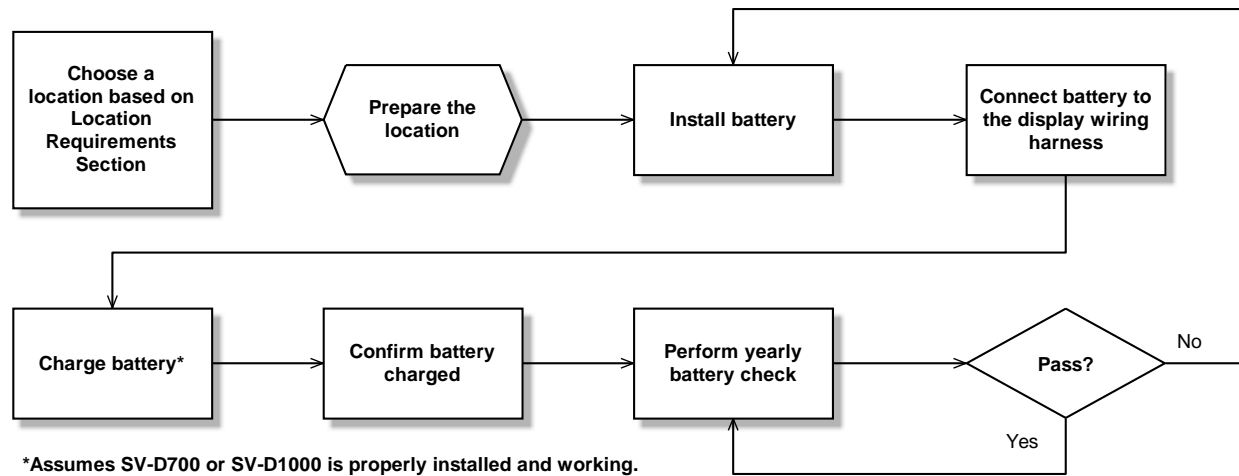 Choose a
location based on
Location
Requirements
Section
Prepare the
location
Install battery
Connect battery to
the display wiring
harness
Charge battery*
Confirm battery
charged
Perform yearly
battery check
Pass?
No
Yes
*Assumes SV-D700 or SV-D1000 is properly installed and working.